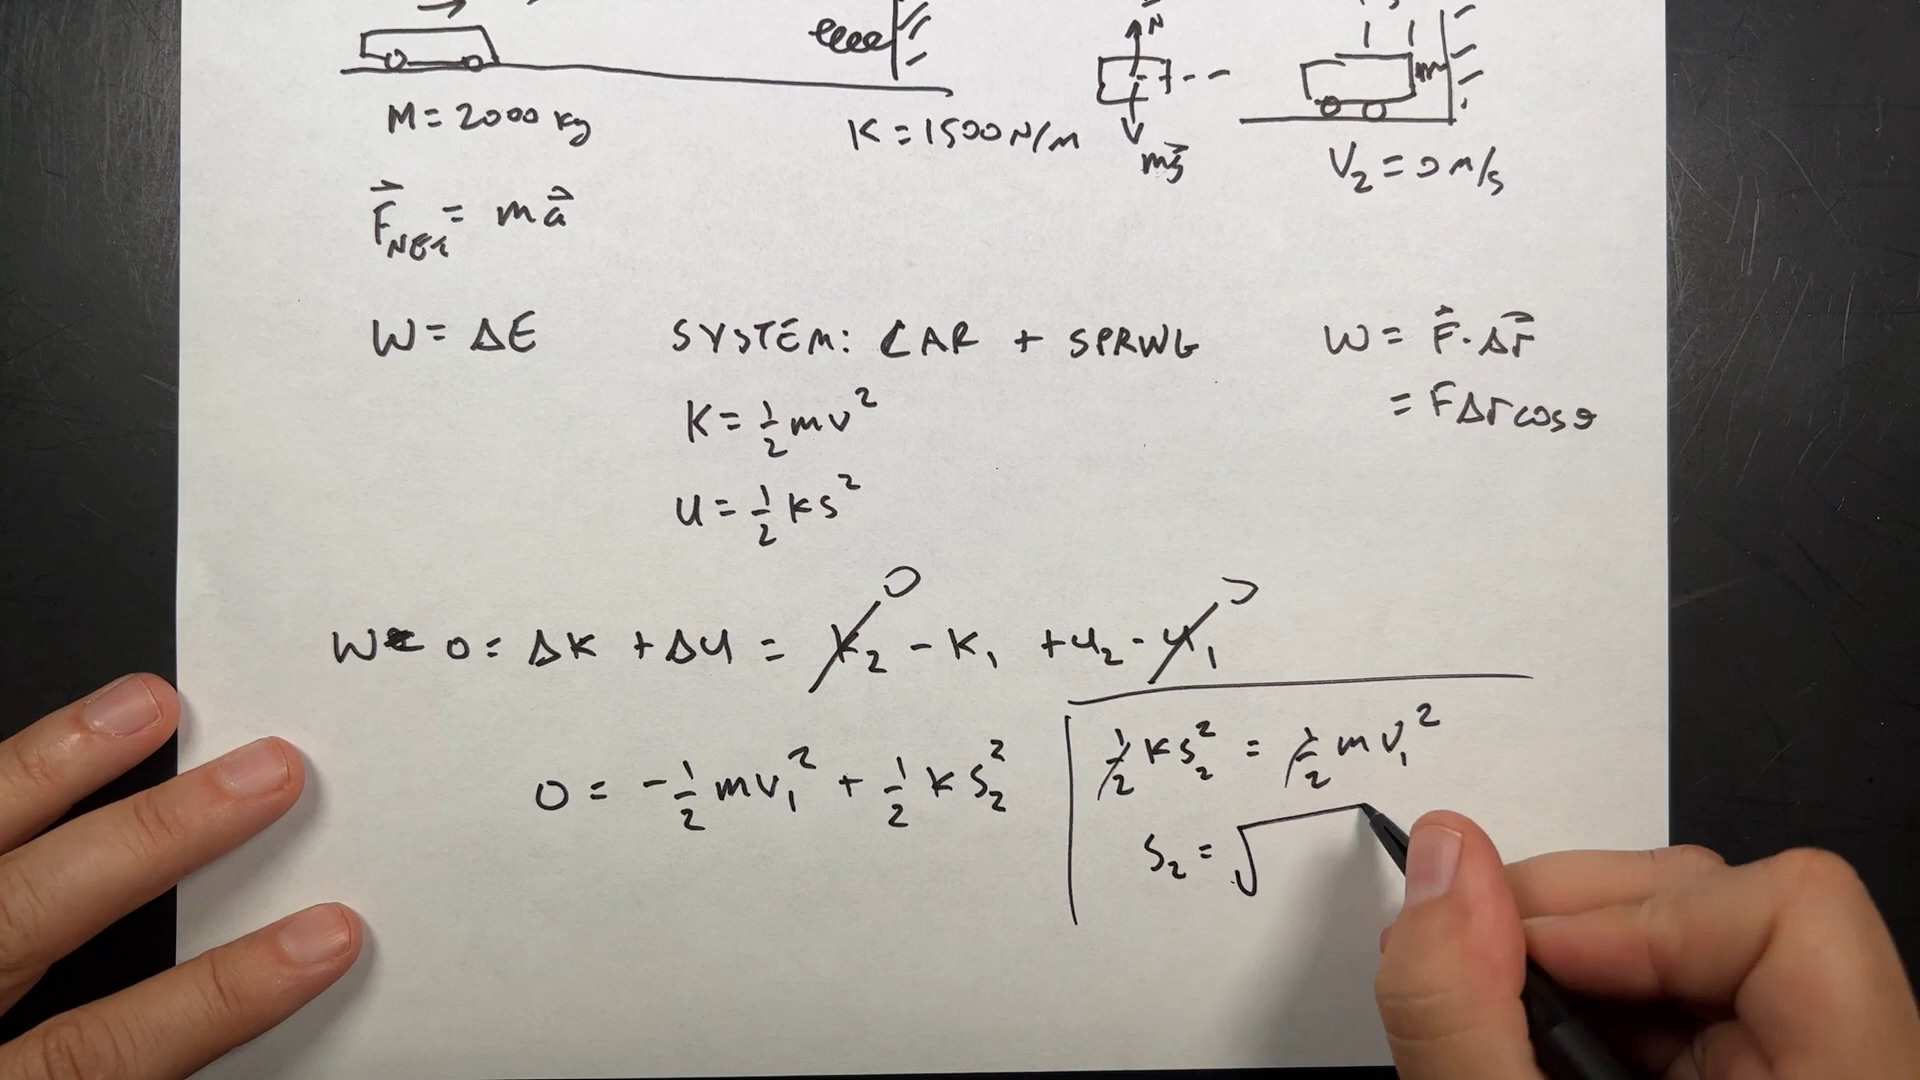 N
M = 2000 kg
K = 1500 N/m
mg⃗
V₂ = 0 m/s
F⃗NET = ma⃗
W = ΔE
SYSTEM: CAR + SPRING
W = F⃗ · Δr⃗
K = ½mv²
= FΔr cos θ
U = ½ks²
0 0
W = 0 = ΔK + ΔU = K₂ - K₁ + U₂ - U₁
½ks₂² = ½mv₁²
0 = -½mv₁² + ½ks₂²
s₂ = √